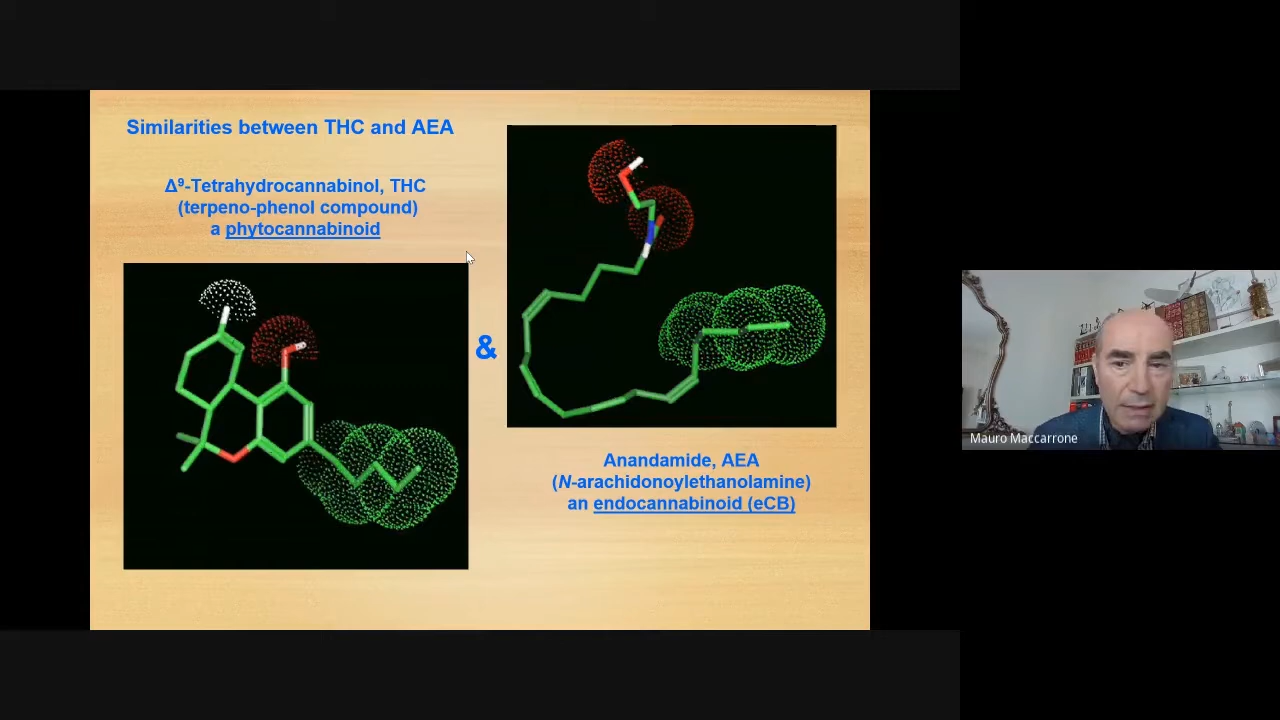 Similarities between THC and AEA
Δ⁹-Tetrahydrocannabinol, THC
(terpeno-phenol compound)
a phytocannabinoid
&
Anandamide, AEA
(N-arachidonoylethanolamine)
an endocannabinoid (eCB)
Mauro Maccarrone